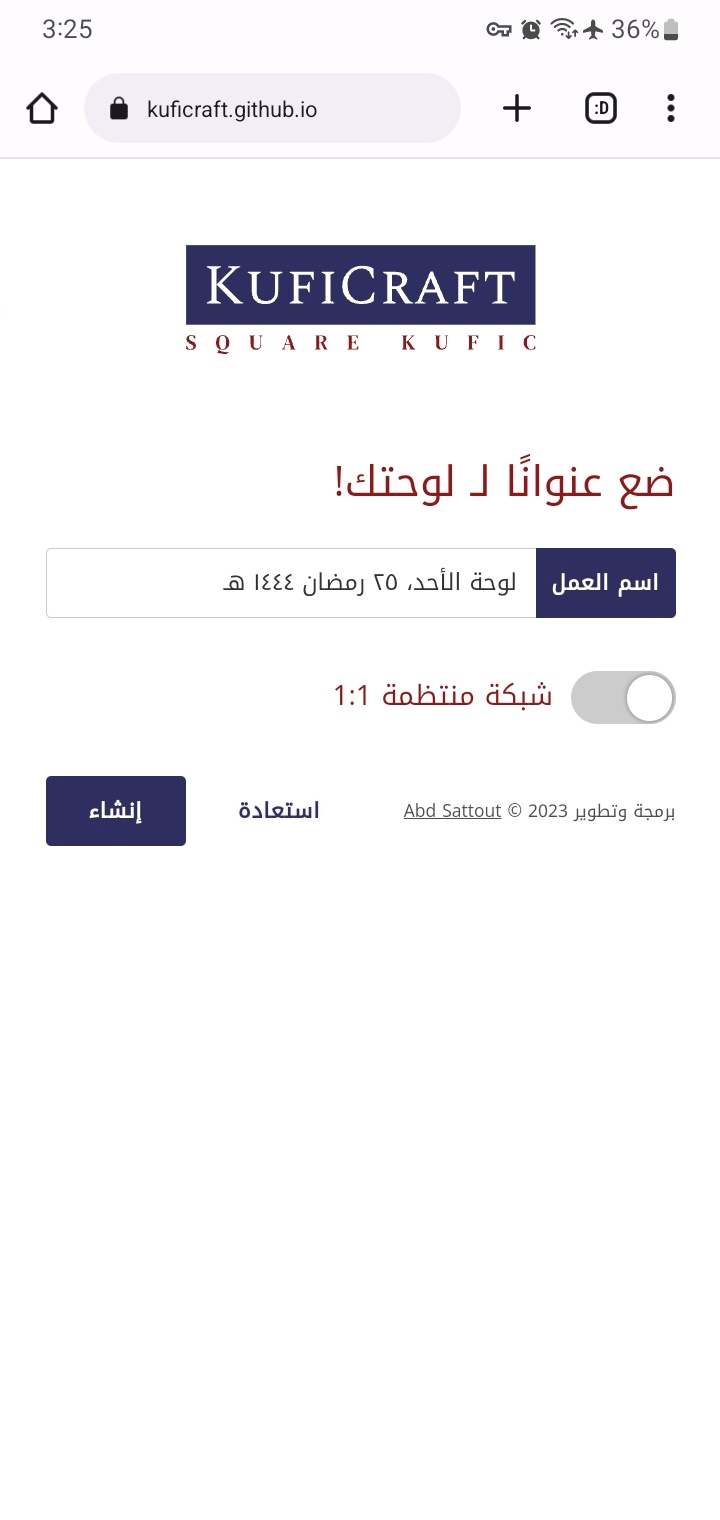 3:25
36%
kuficraft.github.io
:D
KUFICRAFT
SQUARE KUFIC
ضع عنوانًا لـ لوحتك!
اسم العمل
لوحة الأحد، ٢٥ رمضان ١٤٤٤ هـ
شبكة منتظمة 1:1
برمجة وتطوير 2023 © Abd Sattout
استعادة
إنشاء